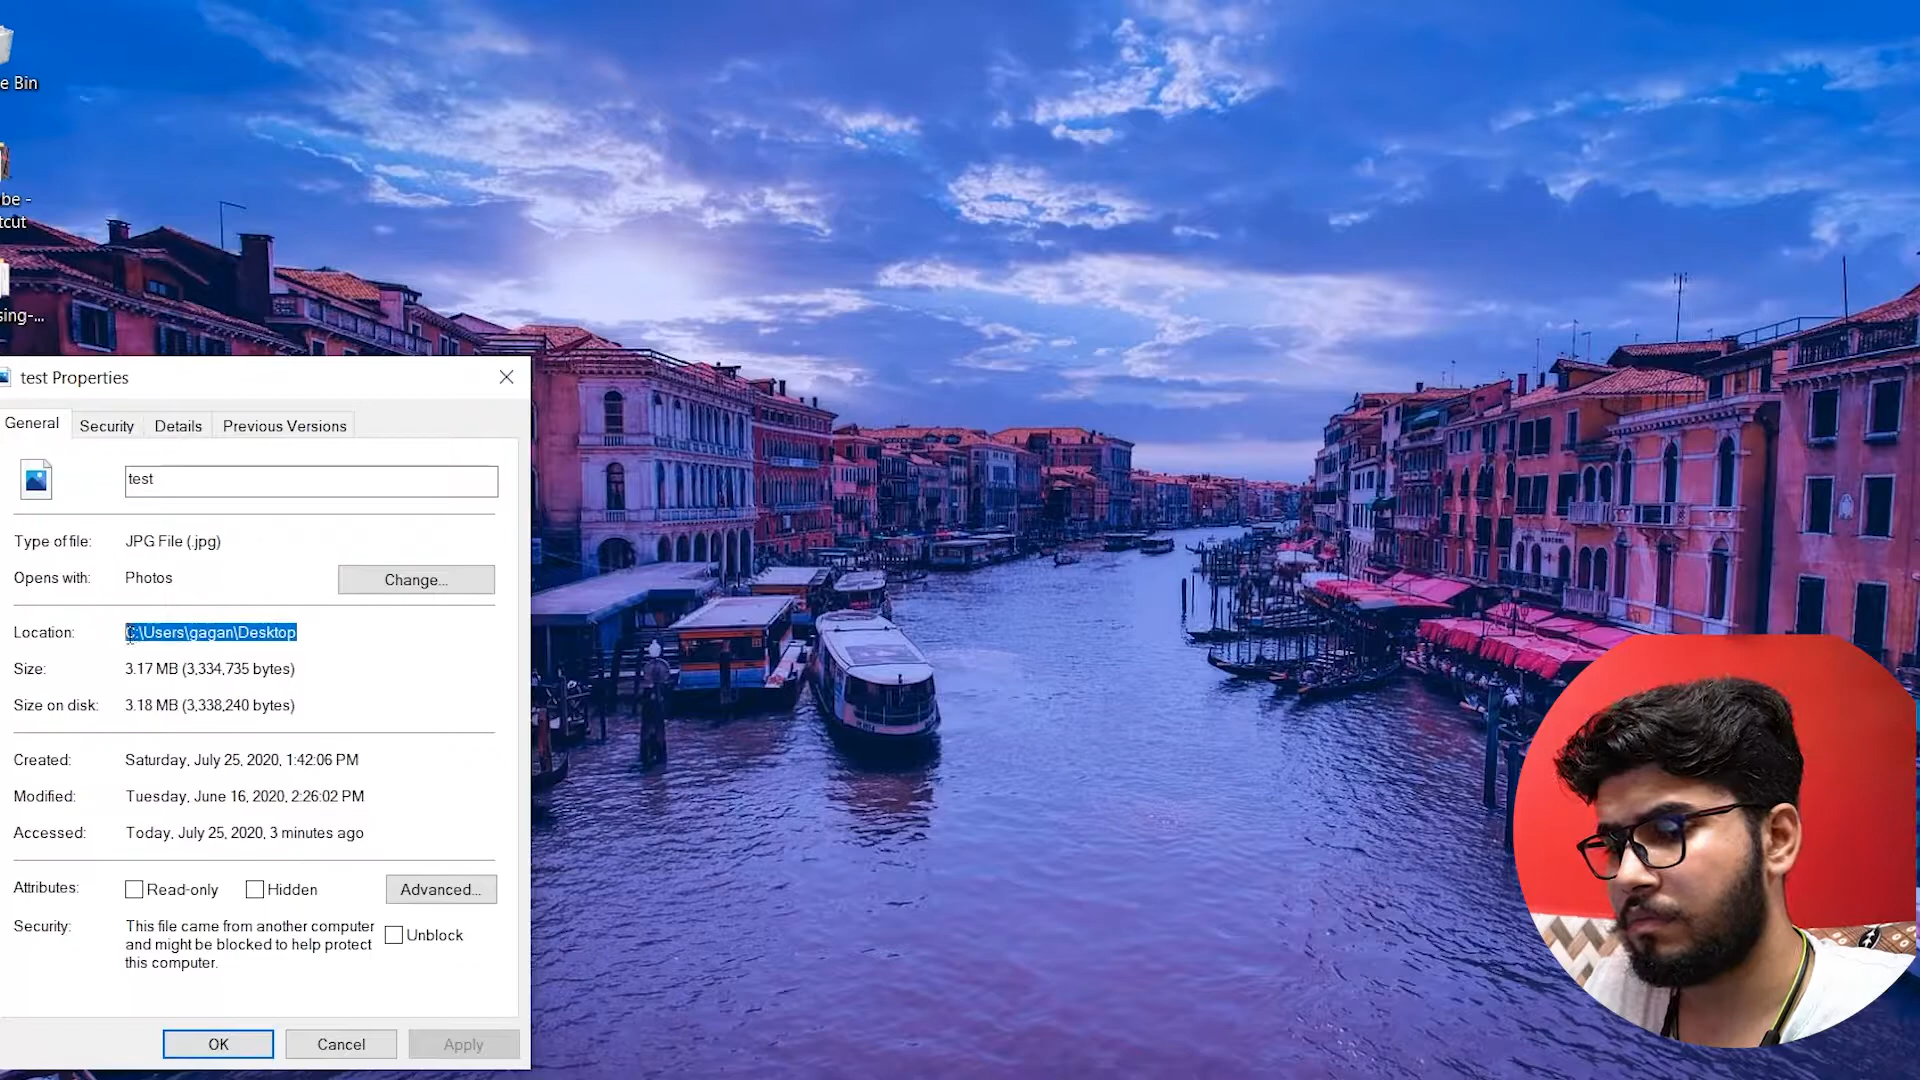 e Bin
be -
tcut
sing-...
test Properties
General Security Details Previous Versions
test
Type of file: JPG File (.jpg)
Opens with: Photos Change...
Location: C:\Users\gagan\Desktop
Size: 3.17 MB (3,334,735 bytes)
Size on disk: 3.18 MB (3,338,240 bytes)
Created: Saturday, July 25, 2020, 1:42:06 PM
Modified: Tuesday, June 16, 2020, 2:26:02 PM
Accessed: Today, July 25, 2020, 3 minutes ago
Attributes: Read-only Hidden Advanced...
Security: This file came from another computer
and might be blocked to help protect Unblock
this computer.
OK Cancel Apply